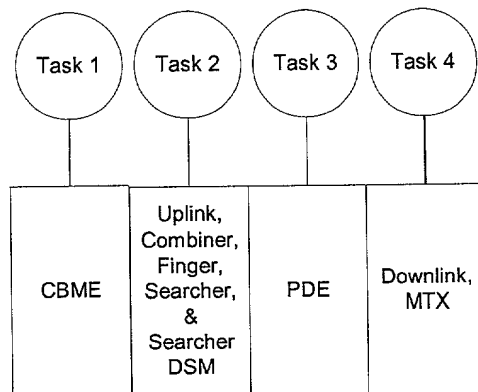 Task 1
Task 2
Task 3
Task 4
CBME
Uplink,
Combiner,
Finger,
Searcher,
&
Searcher
DSM
PDE
Downlink,
MTX